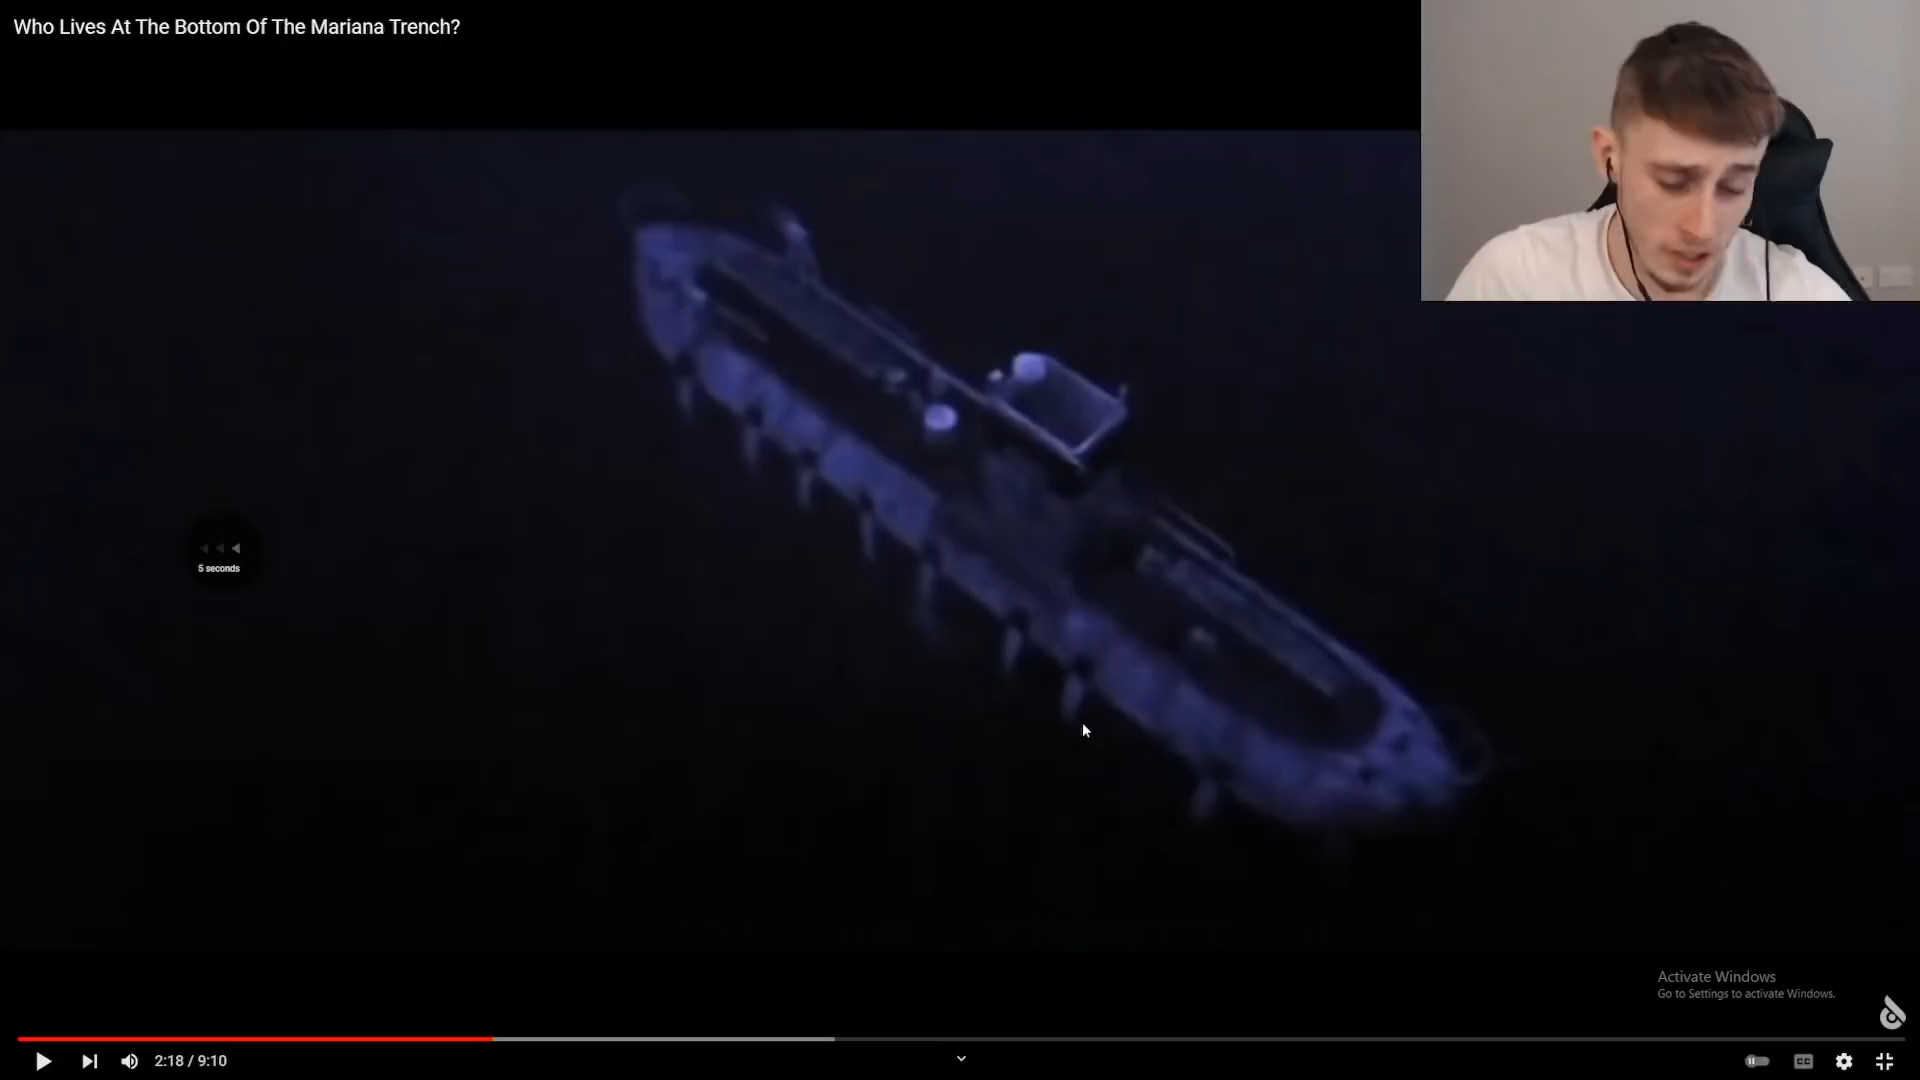 Who Lives At The Bottom Of The Mariana Trench?
5 seconds
Activate Windows
Go to Settings to activate Windows.
2:18 / 9:10
CC